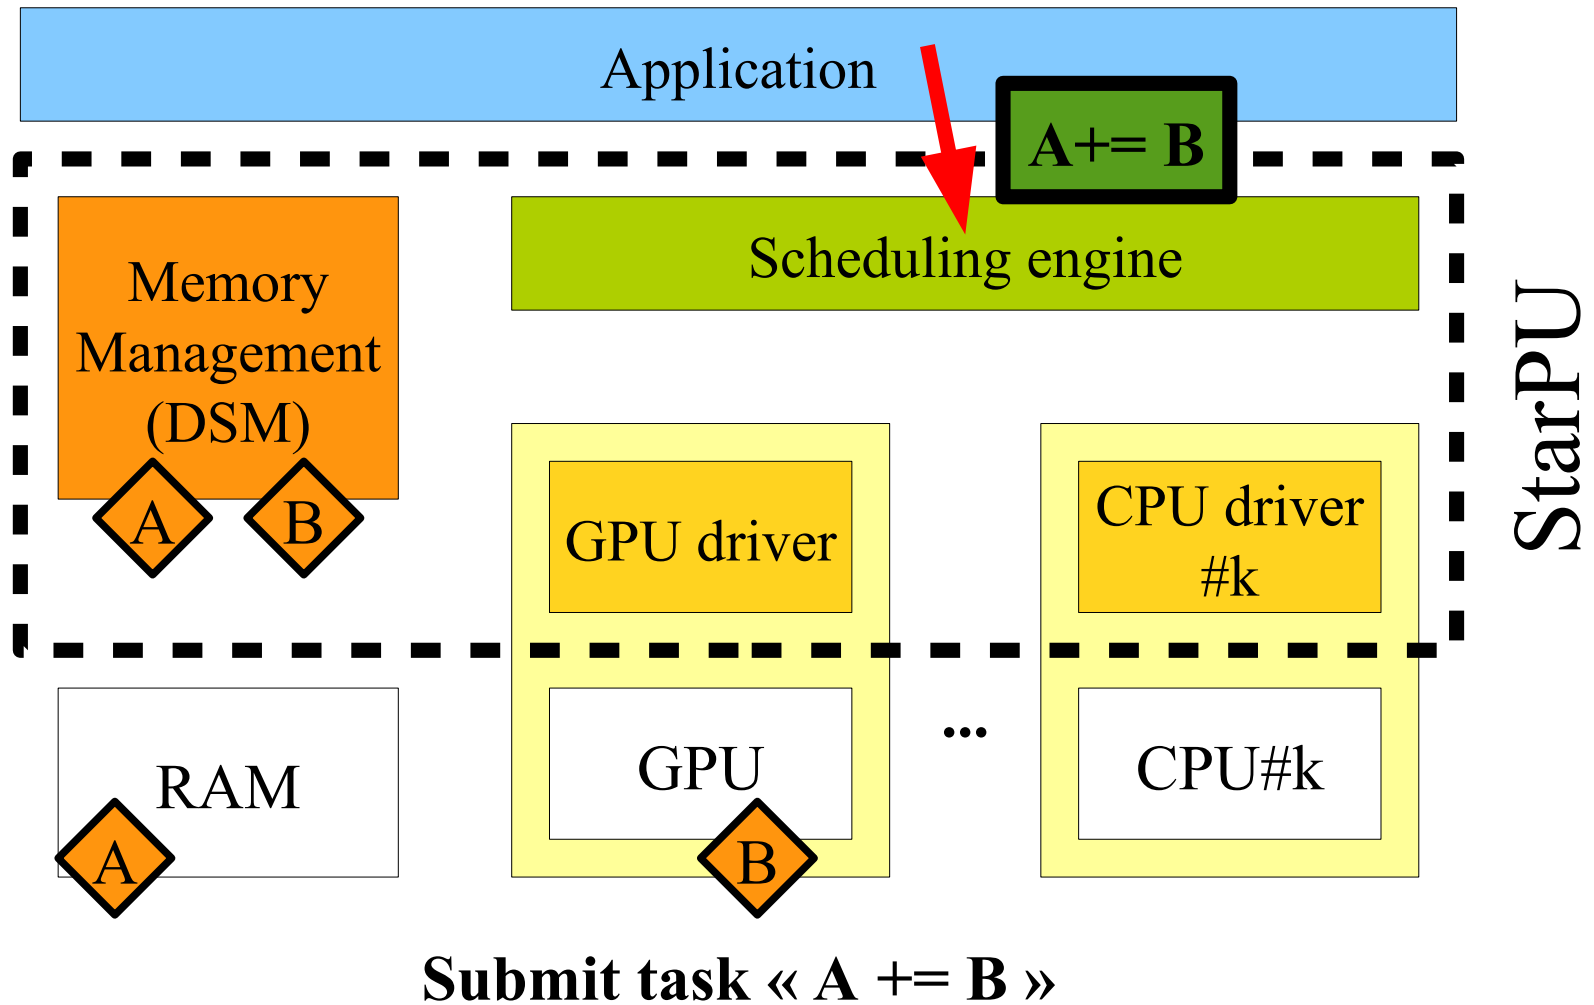 Application
A+= B
Scheduling engine
Memory
Management
(DSM)
A
B
GPU driver
CPU driver
#k
StarPU
RAM
A
GPU
B
...
CPU#k
Submit task « A += B »